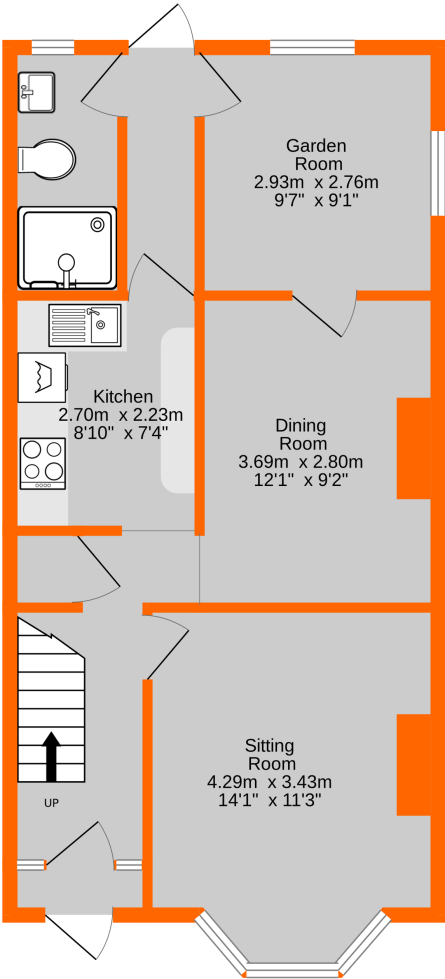 Garden
Room
2.93m x 2.76m
9'7" x 9'1"
Kitchen
2.70m x 2.23m
8'10" x 7'4"
Dining
Room
3.69m x 2.80m
12'1" x 9'2"
Sitting
Room
4.29m x 3.43m
14'1" x 11'3"
UP